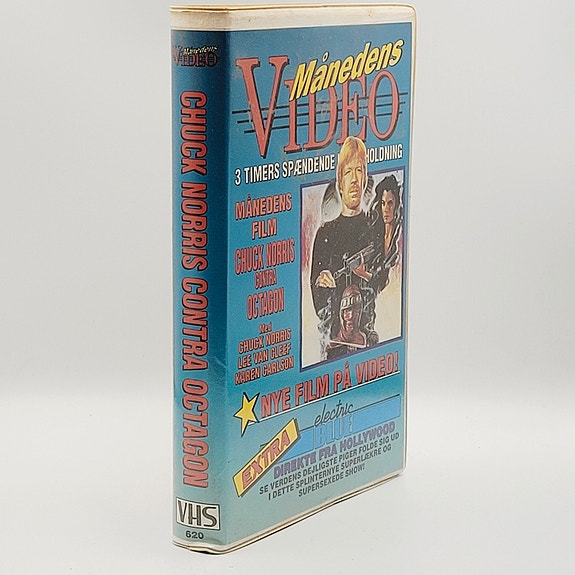 Månedens
VIDEO
CHUCK NORRIS CONTRA OCTAGON
VHS
620
Månedens
VIDEO
3 TIMERS SPÆNDENDE HOLDNING
MÅNEDENS
FILM
CHUCK NORRIS
CONTRA
OCTAGON
Med
CHUCK NORRIS
LEE VAN CLEEF
KAREN CARLSON
NYE FILM PÅ VIDEO!
EXTRA
electric
BLUE
DIREKTE FRA HOLLYWOOD
SE VERDENS DEJLIGSTE PIGER FOLDE SIG UD
I DETTE SPLINTERNYE SUPERLÆKRE OG
SUPERSEXEDE SHOW!